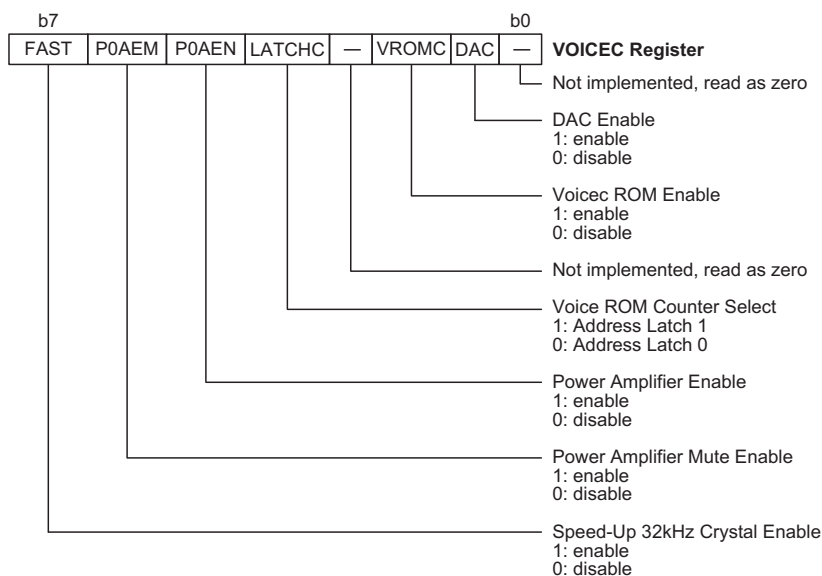 b7 b0
FAST P0AEM P0AEN LATCHC — VROMC DAC — VOICEC Register
Not implemented, read as zero
DAC Enable
1: enable
0: disable
Voicec ROM Enable
1: enable
0: disable
Not implemented, read as zero
Voice ROM Counter Select
1: Address Latch 1
0: Address Latch 0
Power Amplifier Enable
1: enable
0: disable
Power Amplifier Mute Enable
1: enable
0: disable
Speed-Up 32kHz Crystal Enable
1: enable
0: disable